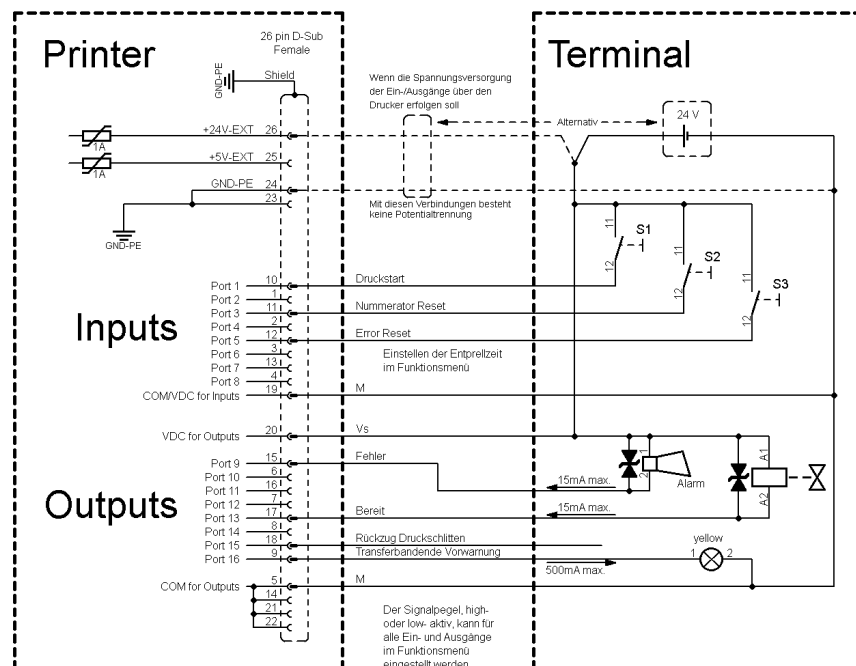 Printer
26 pin D-Sub
Female
Terminal
Shield
GND-PE
Wenn die Spannungsversorgung
der Ein-/Ausgänge über den
Drucker erfolgen soll
Alternativ
24 V
+24V-EXT 26
1A
+5V-EXT 25
1A
GND-PE 24
23
GND-PE
Mit diesen Verbindungen besteht
keine Potentialtrennung
11
12
S1
11
12
S2
11
12
S3
Inputs
Port 1 10 Druckstart
Port 2 1
Port 3 11 Nummerator Reset
Port 4 2
Port 5 12 Error Reset
Port 6 3
Port 7 13
Port 8 4
Einstellen der Entprellzeit
im Funktionsmenü
COM/VDC for Inputs 19 M
VDC for Outputs 20 Vs
Outputs
Port 9 15 Fehler
15mA max.
1
2
Alarm
A1
A2
Port 10 6
Port 11 16
Port 12 7
Port 13 17 Bereit
15mA max.
Port 14 8
Port 15 18 Rückzug Druckschlitten
Port 16 9 Transferbandende Vorwarnung
500mA max.
yellow
1 2
COM for Outputs 5 M
14
21
22
Der Signalpegel, high-
oder low- aktiv, kann für
alle Ein- und Ausgänge
im Funktionsmenü
eingestellt werden